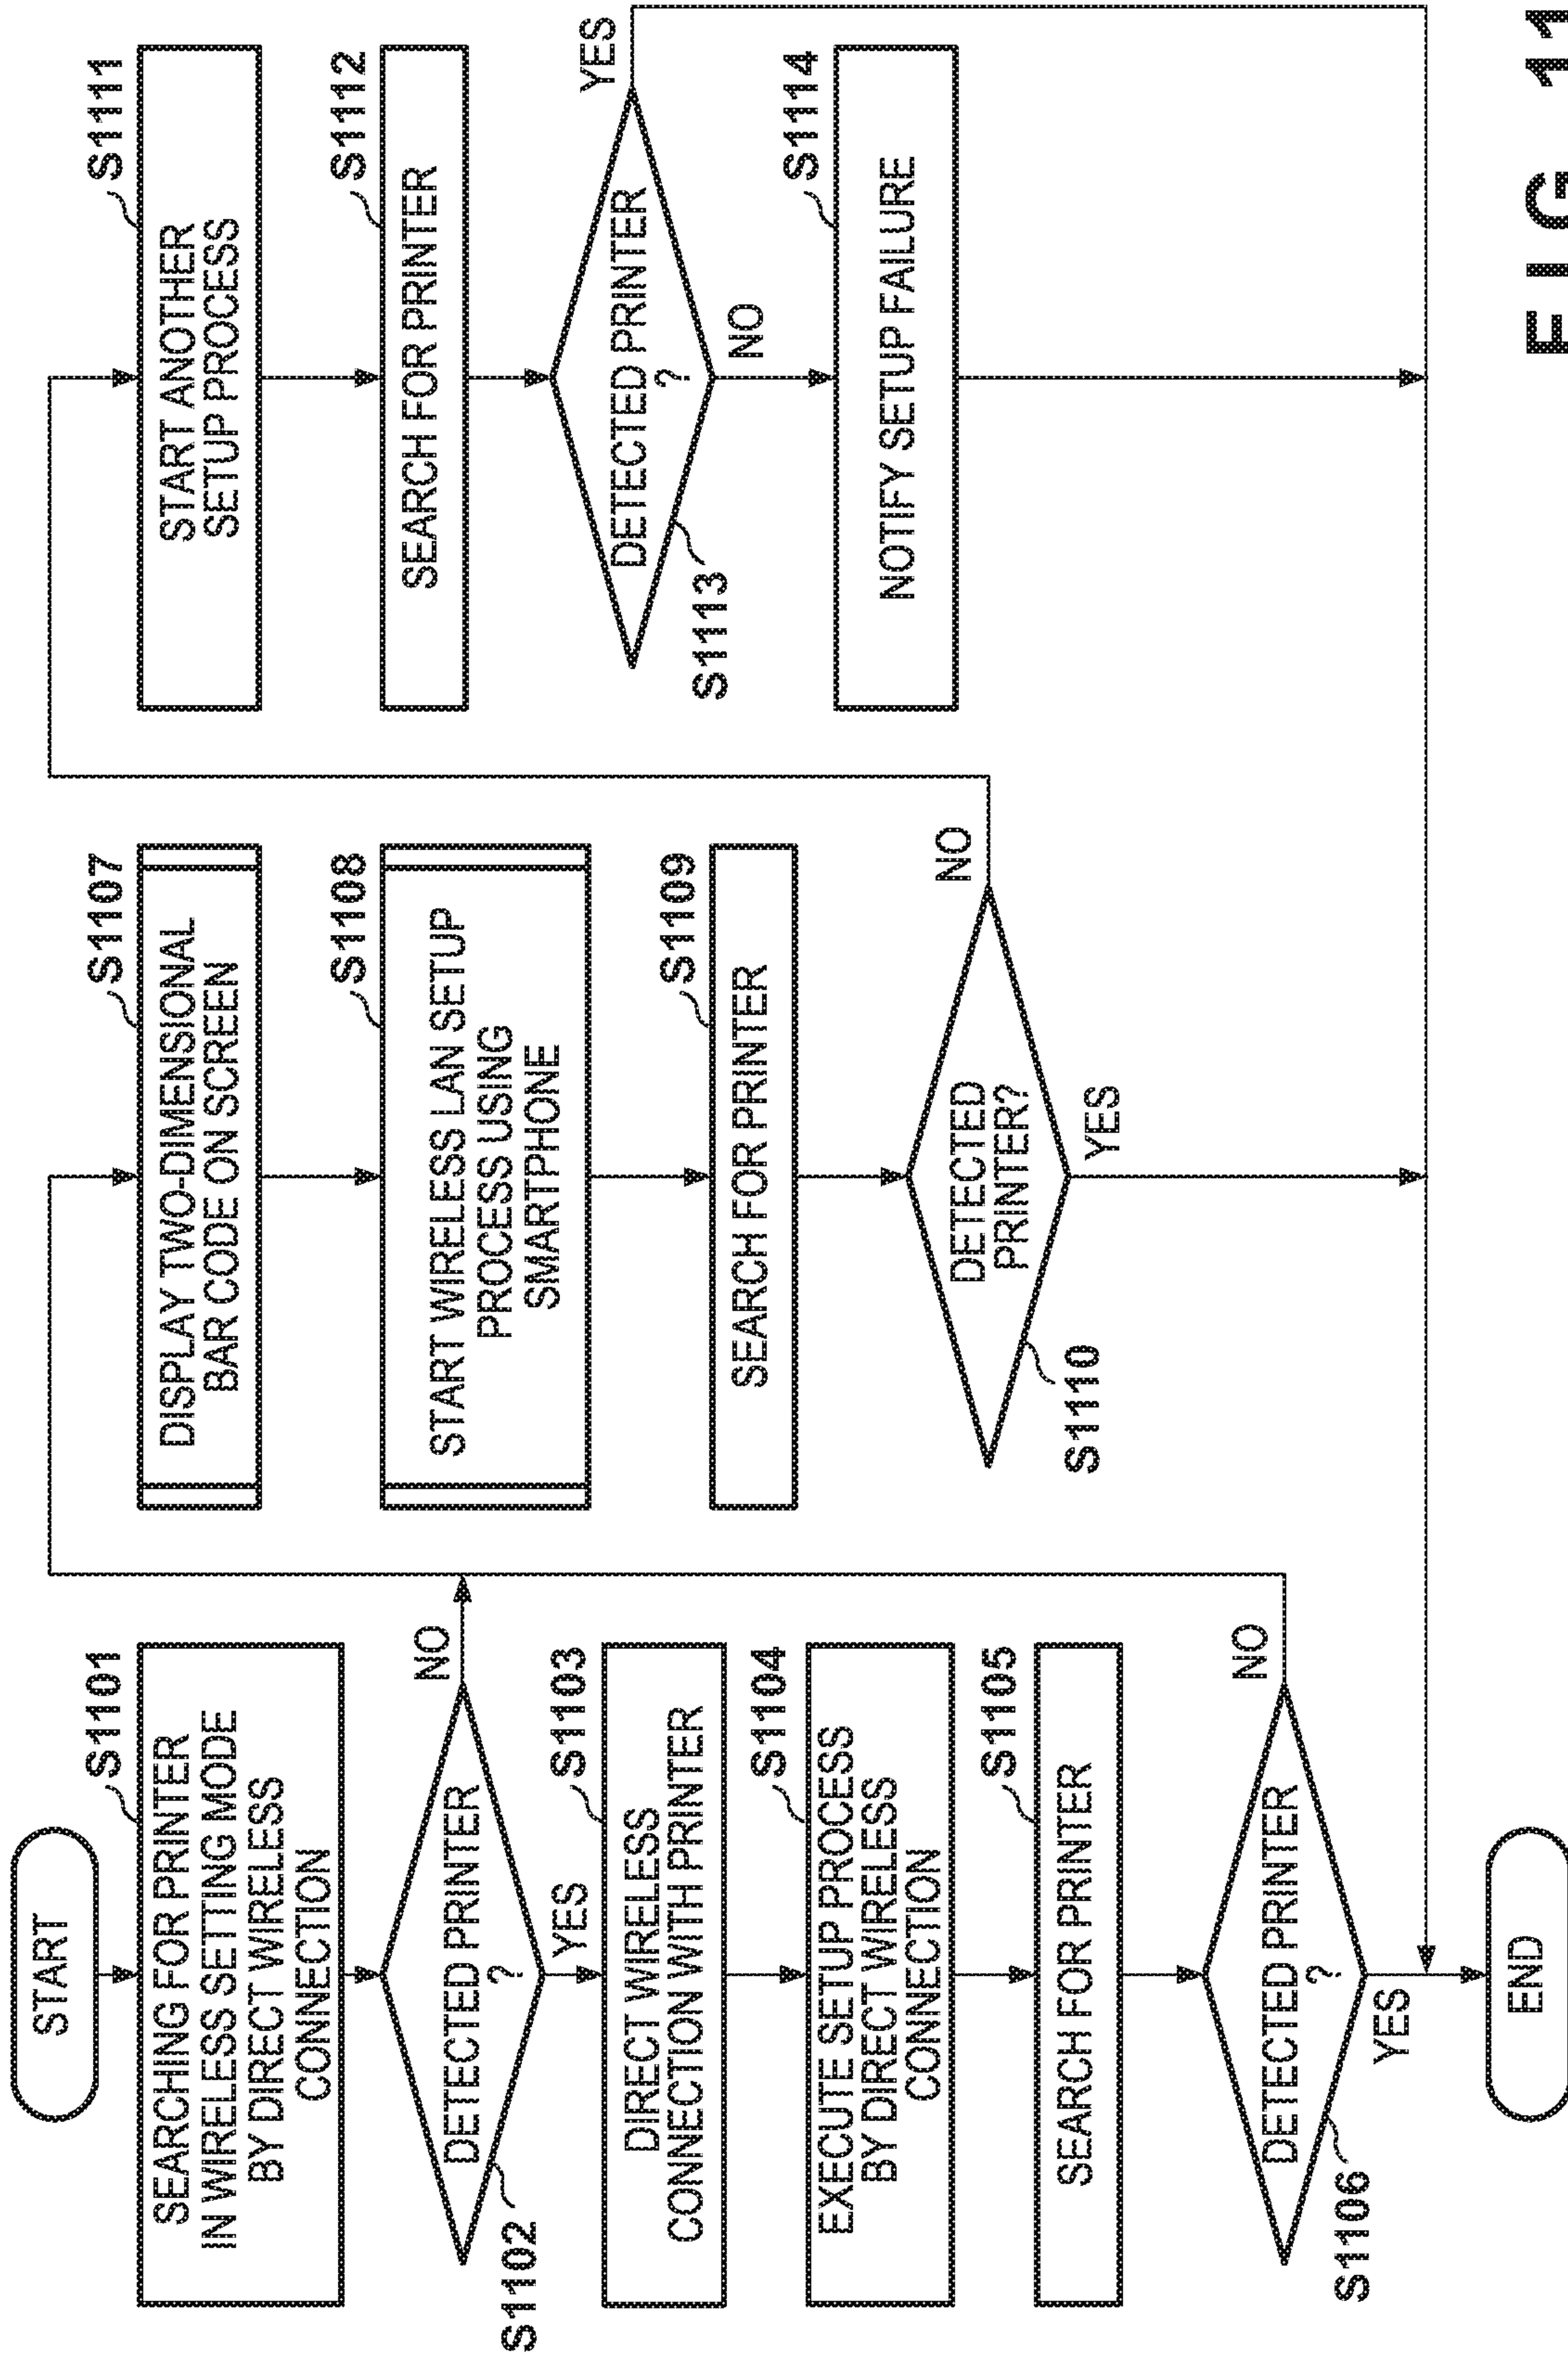 START
S1101
SEARCHING FOR PRINTER
IN WIRELESS SETTING MODE
BY DIRECT WIRELESS
CONNECTION
S1102
DETECTED PRINTER
?
NO
YES
S1103
DIRECT WIRELESS
CONNECTION WITH PRINTER
S1104
EXECUTE SETUP PROCESS
BY DIRECT WIRELESS
CONNECTION
S1105
SEARCH FOR PRINTER
S1106
DETECTED PRINTER
?
NO
YES
END
S1107
DISPLAY TWO-DIMENSIONAL
BAR CODE ON SCREEN
S1108
START WIRELESS LAN SETUP
PROCESS USING
SMARTPHONE
S1109
SEARCH FOR PRINTER
S1110
DETECTED
PRINTER?
NO
YES
S1111
START ANOTHER
SETUP PROCESS
S1112
SEARCH FOR PRINTER
S1113
DETECTED PRINTER
?
YES
NO
S1114
NOTIFY SETUP FAILURE
FIG 11